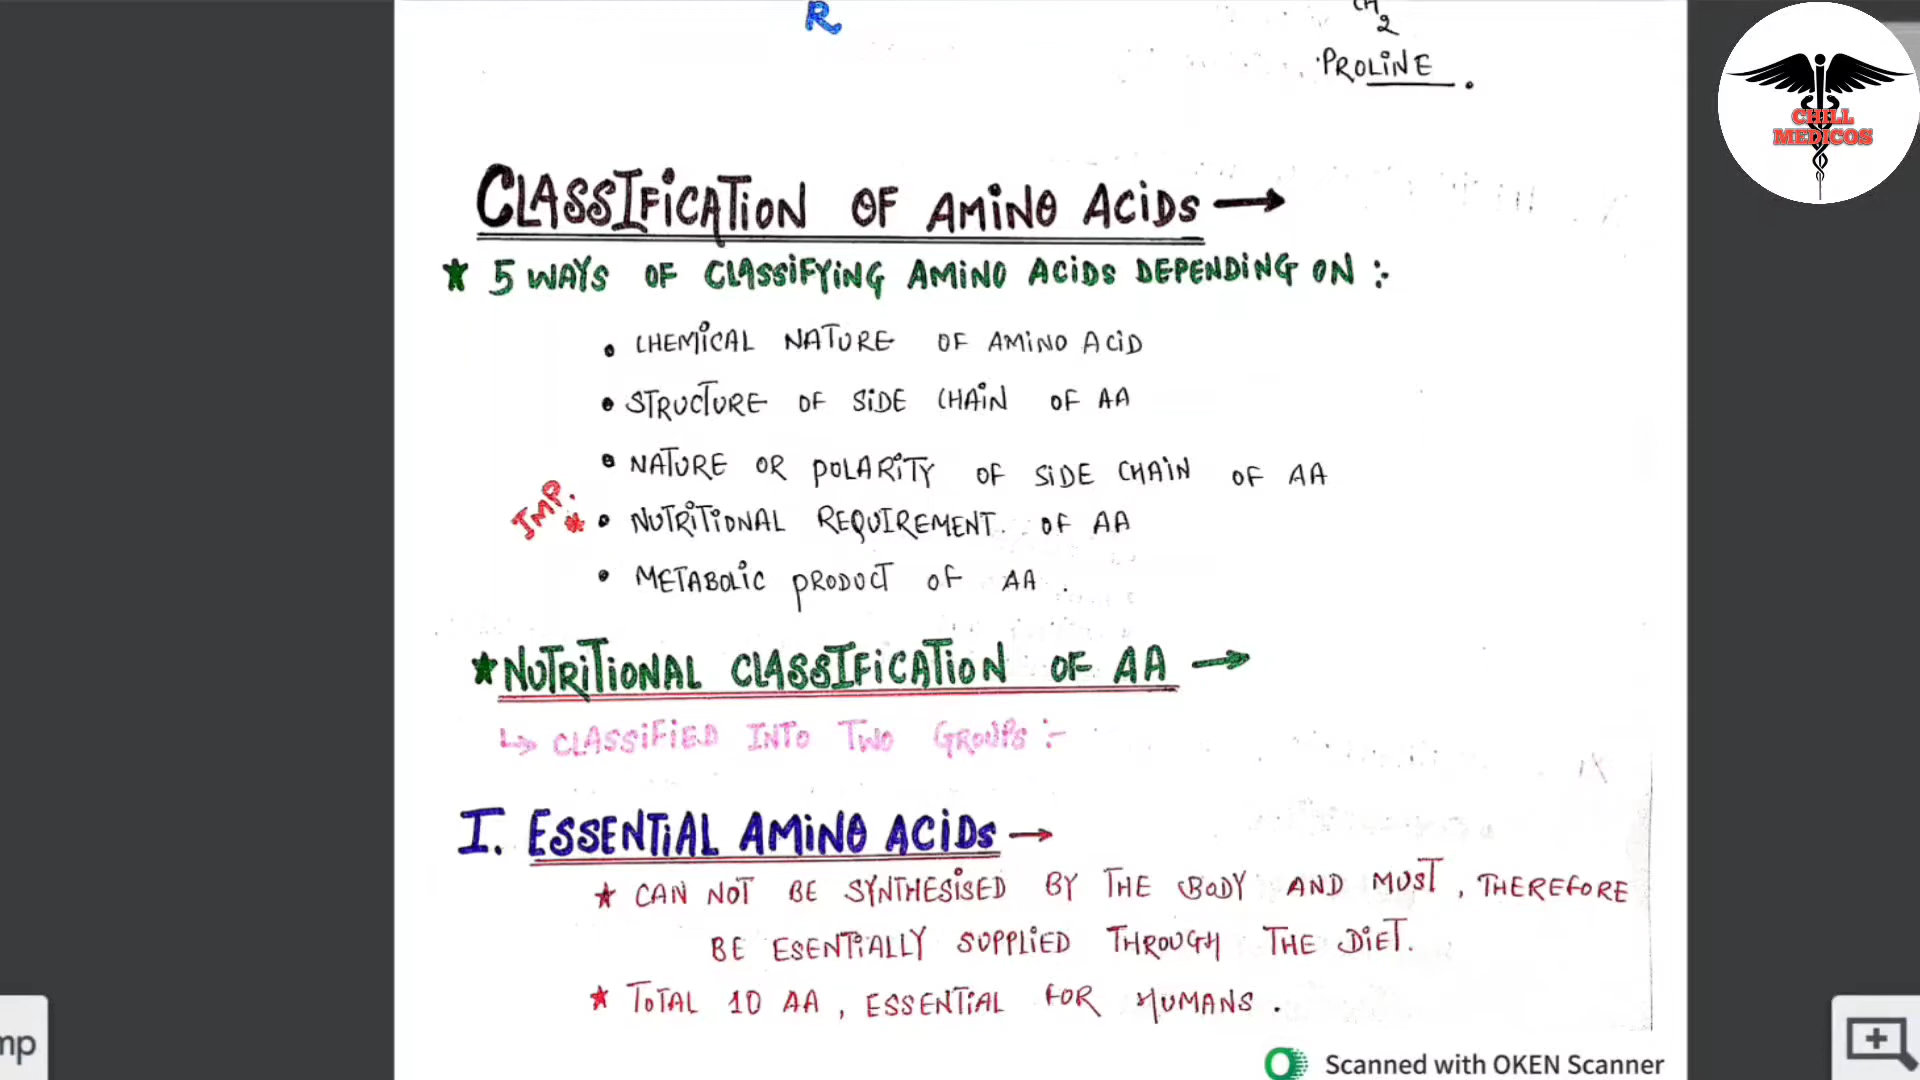 R
CH
2
PROLINE.
CHILL
MEDICOS
CLASSIFICATION OF AMINO ACIDS →
★ 5 WAYS OF CLASSIFYING AMINO ACIDS DEPENDING ON :-
• CHEMICAL NATURE OF AMINO ACID
• STRUCTURE OF SIDE CHAIN OF AA
• NATURE OR POLARITY OF SIDE CHAIN OF AA
IMP. * • NUTRITIONAL REQUIREMENT OF AA
• METABOLIC PRODUCT OF AA.
★ NUTRITIONAL CLASSIFICATION OF AA →
↳ CLASSIFIED INTO TWO GROUPS :-
I. ESSENTIAL AMINO ACIDS →
★ CAN NOT BE SYNTHESISED BY THE BODY AND MUST, THEREFORE
BE ESENTIALLY SUPPLIED THROUGH THE DIET.
★ TOTAL 10 AA, ESSENTIAL FOR HUMANS.
mp
Scanned with OKEN Scanner